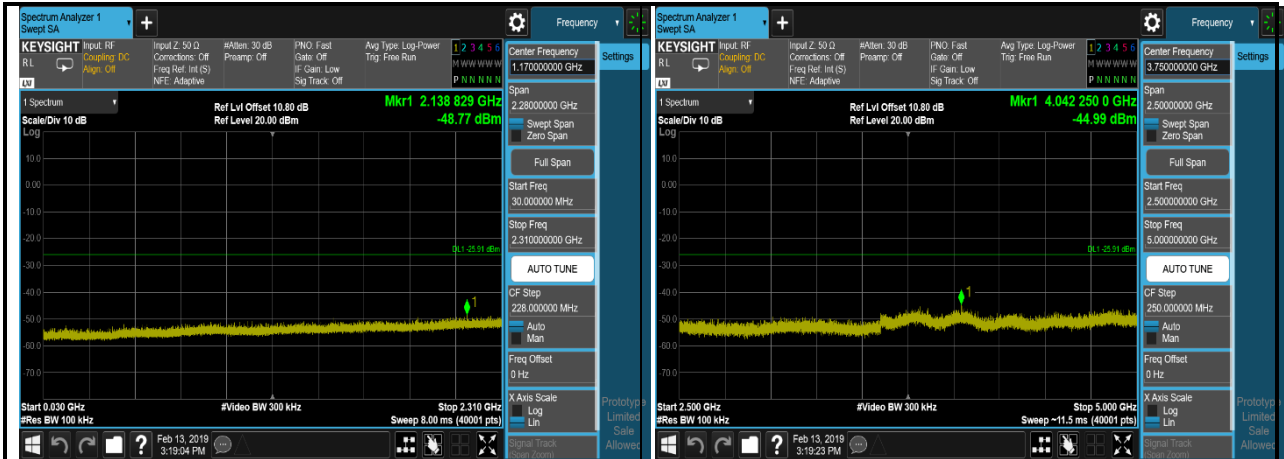 Spectrum Analyzer 1
Swept SA
Frequency
KEYSIGHT
Input: RF
Input Z: 50 Ω
#Atten: 30 dB
PNO: Fast
Avg Type: Log-Power
1 2 3 4 5 6
R L
Coupling: DC
Corrections: Off
Preamp: Off
Gate: Off
Trig: Free Run
M W W W W W
Align: Off
Freq Ref: Int (S)
IF Gain: Low
NFE: Adaptive
Sig Track: Off
P N N N N N
LXI
1 Spectrum
Ref Lvl Offset 10.80 dB
Mkr1 2.138 829 GHz
Scale/Div 10 dB
Ref Level 20.00 dBm
-48.77 dBm
Log
10.0
0.00
-10.0
-20.0
DL1 -25.91 dBm
-30.0
-40.0
1
-50.0
-60.0
-70.0
Start 0.030 GHz
#Video BW 300 kHz
Stop 2.310 GHz
#Res BW 100 kHz
Sweep 8.00 ms (40001 pts)
Feb 13, 2019
3:19:04 PM
Center Frequency
1.170000000 GHz
Settings
Span
2.28000000 GHz
Swept Span
Zero Span
Full Span
Start Freq
30.000000 MHz
Stop Freq
2.310000000 GHz
AUTO TUNE
CF Step
228.000000 MHz
Auto
Man
Freq Offset
0 Hz
X Axis Scale
Log
Lin
Signal Track
(Span Zoom)
Prototype
Limited
Sale
Allowed
Spectrum Analyzer 1
Swept SA
Frequency
KEYSIGHT
Input: RF
Input Z: 50 Ω
#Atten: 30 dB
PNO: Fast
Avg Type: Log-Power
1 2 3 4 5 6
R L
Coupling: DC
Corrections: Off
Preamp: Off
Gate: Off
Trig: Free Run
M W W W W W
Align: Off
Freq Ref: Int (S)
IF Gain: Low
NFE: Adaptive
Sig Track: Off
P N N N N N
LXI
1 Spectrum
Ref Lvl Offset 10.80 dB
Mkr1 4.042 250 0 GHz
Scale/Div 10 dB
Ref Level 20.00 dBm
-44.99 dBm
Log
10.0
0.00
-10.0
-20.0
DL1 -25.91 dBm
-30.0
-40.0
1
-50.0
-60.0
-70.0
Start 2.500 GHz
#Video BW 300 kHz
Stop 5.000 GHz
#Res BW 100 kHz
Sweep ~11.5 ms (40001 pts)
Feb 13, 2019
3:19:23 PM
Center Frequency
3.750000000 GHz
Settings
Span
2.50000000 GHz
Swept Span
Zero Span
Full Span
Start Freq
2.500000000 GHz
Stop Freq
5.000000000 GHz
AUTO TUNE
CF Step
250.000000 MHz
Auto
Man
Freq Offset
0 Hz
X Axis Scale
Log
Lin
Signal Track
(Span Zoom)
Prototype
Limited
Sale
Allowed